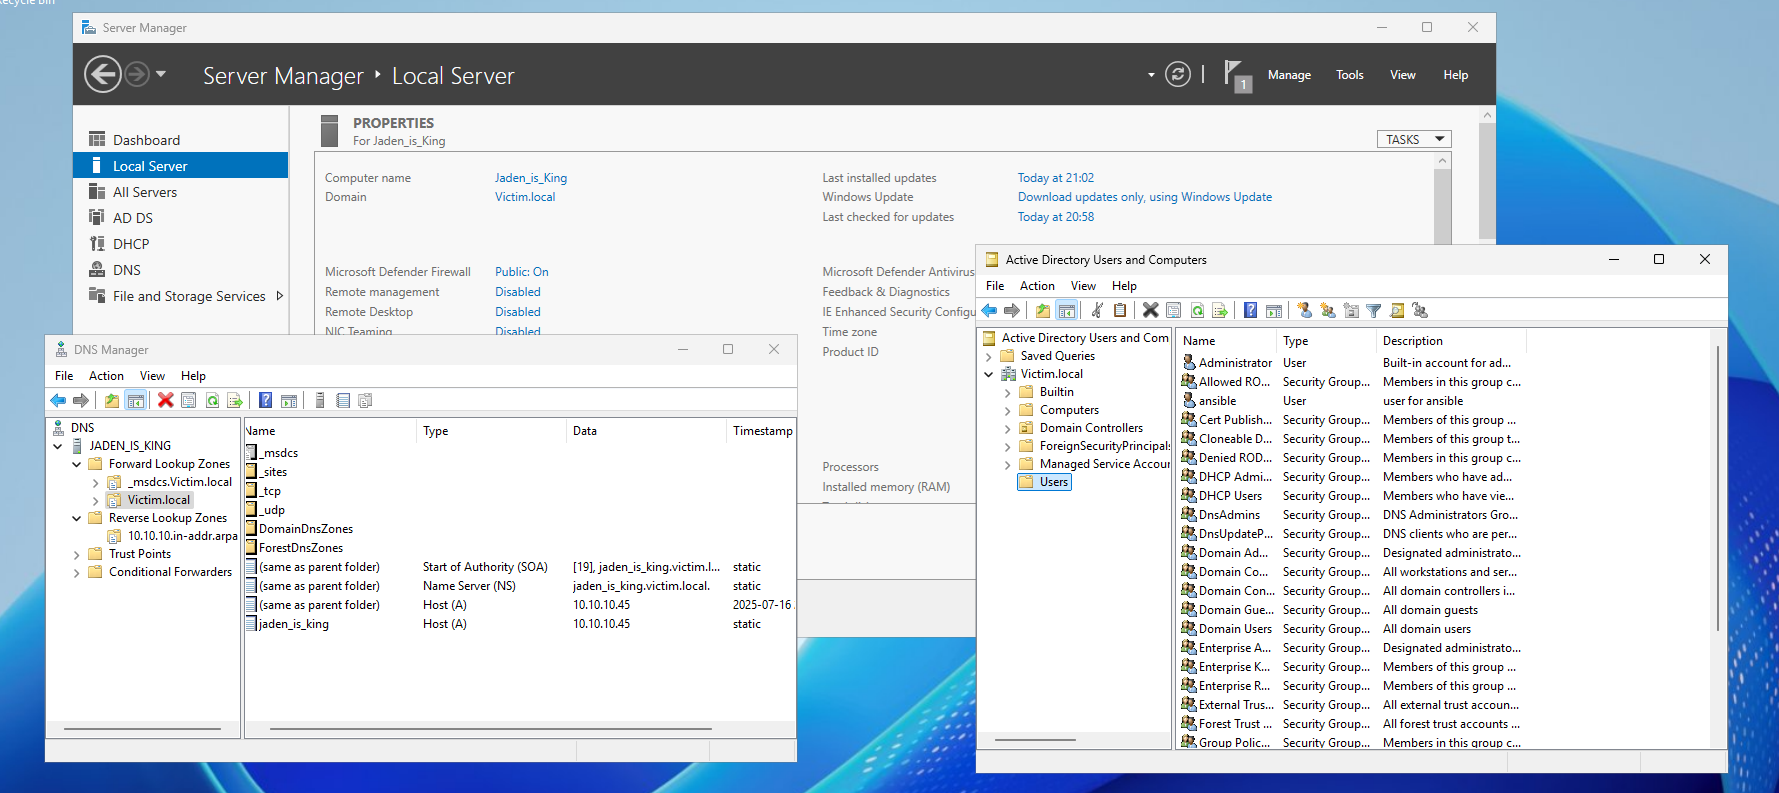 Recycle Bin
Server Manager
Server Manager ‣ Local Server
1
Manage
Tools
View
Help
Dashboard
Local Server
All Servers
AD DS
DHCP
DNS
File and Storage Services
PROPERTIES
For Jaden_is_King
TASKS
Computer name Jaden_is_King
Domain Victim.local
Last installed updates Today at 21:02
Windows Update Download updates only, using Windows Update
Last checked for updates Today at 20:58
Microsoft Defender Firewall Public: On
Remote management Disabled
Remote Desktop Disabled
NIC Teaming Disabled
Microsoft Defender Antivirus
Feedback & Diagnostics
IE Enhanced Security Configu
Time zone
Product ID
Processors
Installed memory (RAM)
DNS Manager
File Action View Help
DNS
JADEN_IS_KING
Forward Lookup Zones
_msdcs.Victim.local
Victim.local
Reverse Lookup Zones
10.10.10.in-addr.arpa
Trust Points
Conditional Forwarders
Name Type Data Timestamp
_msdcs
_sites
_tcp
_udp
DomainDnsZones
ForestDnsZones
(same as parent folder) Start of Authority (SOA) [19], jaden_is_king.victim.l... static
(same as parent folder) Name Server (NS) jaden_is_king.victim.local. static
(same as parent folder) Host (A) 10.10.10.45 2025-07-16
jaden_is_king Host (A) 10.10.10.45 static
Active Directory Users and Computers
File Action View Help
Active Directory Users and Com
Saved Queries
Victim.local
Builtin
Computers
Domain Controllers
ForeignSecurityPrincipals
Managed Service Accour
Users
Name Type Description
Administrator User Built-in account for ad...
Allowed RO... Security Group... Members in this group c...
ansible User user for ansible
Cert Publish... Security Group... Members of this group ...
Cloneable D... Security Group... Members of this group t...
Denied ROD... Security Group... Members in this group c...
DHCP Admi... Security Group... Members who have ad...
DHCP Users Security Group... Members who have vie...
DnsAdmins Security Group... DNS Administrators Gro...
DnsUpdateP... Security Group... DNS clients who are per...
Domain Ad... Security Group... Designated administrato...
Domain Co... Security Group... All workstations and ser...
Domain Con... Security Group... All domain controllers i...
Domain Gue... Security Group... All domain guests
Domain Users Security Group... All domain users
Enterprise A... Security Group... Designated administrato...
Enterprise K... Security Group... Members of this group ...
Enterprise R... Security Group... Members of this group ...
External Trus... Security Group... All external trust accoun...
Forest Trust ... Security Group... All forest trust accounts ...
Group Polic... Security Group... Members in this group c...